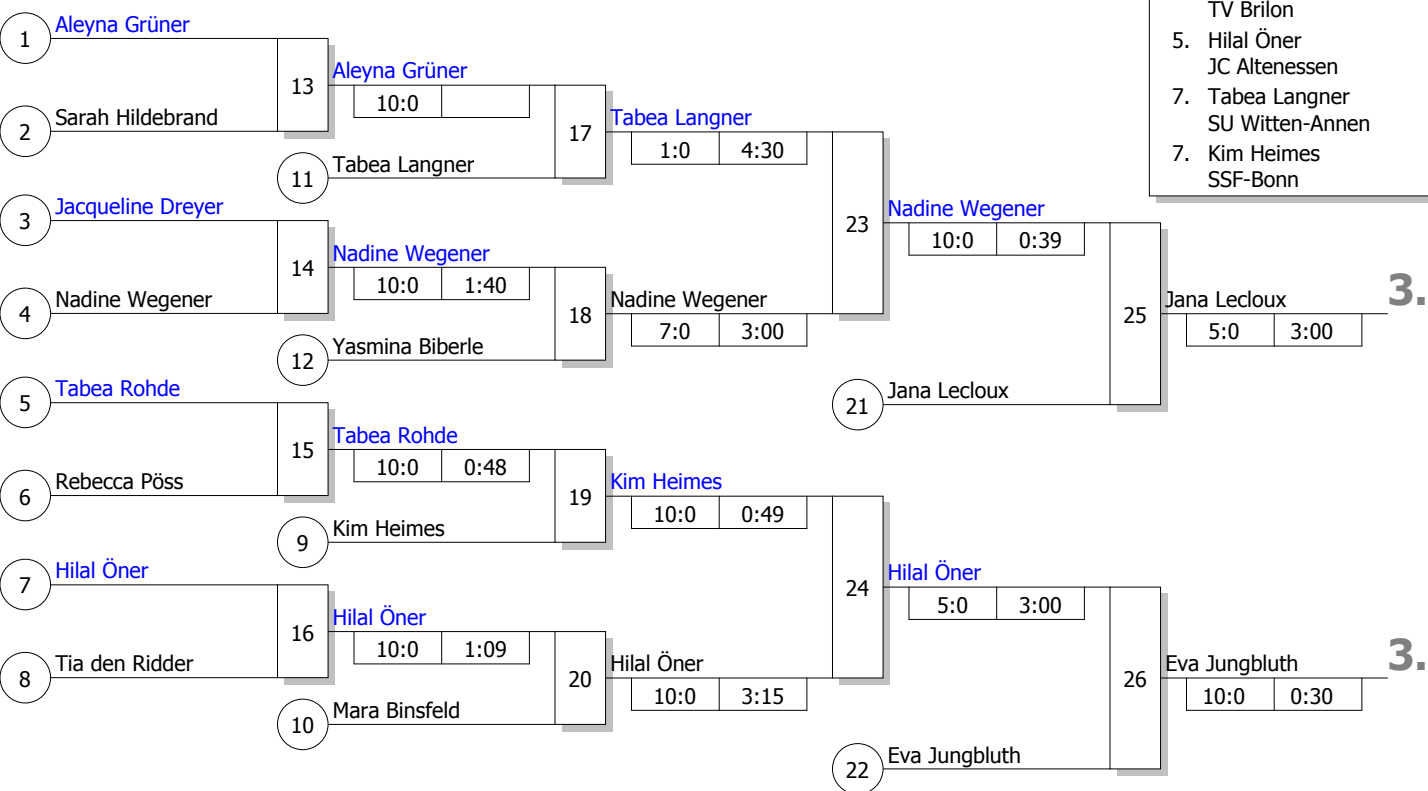 TV Brilon
5. Hilal Öner
JC Altenessen
7. Tabea Langner
SU Witten-Annen
7. Kim Heimes
SSF-Bonn
1 Aleyna Grüner
2 Sarah Hildebrand
13
Aleyna Grüner
10:0
11 Tabea Langner
17
Tabea Langner
1:0 4:30
3 Jacqueline Dreyer
4 Nadine Wegener
14
Nadine Wegener
10:0 1:40
12 Yasmina Biberle
18
Nadine Wegener
7:0 3:00
23
Nadine Wegener
10:0 0:39
21 Jana Lecloux
25
Jana Lecloux
5:0 3:00
3.
5 Tabea Rohde
6 Rebecca Pöss
15
Tabea Rohde
10:0 0:48
9 Kim Heimes
19
Kim Heimes
10:0 0:49
7 Hilal Öner
8 Tia den Ridder
16
Hilal Öner
10:0 1:09
10 Mara Binsfeld
20
Hilal Öner
10:0 3:15
24
Hilal Öner
5:0 3:00
22 Eva Jungbluth
26
Eva Jungbluth
10:0 0:30
3.